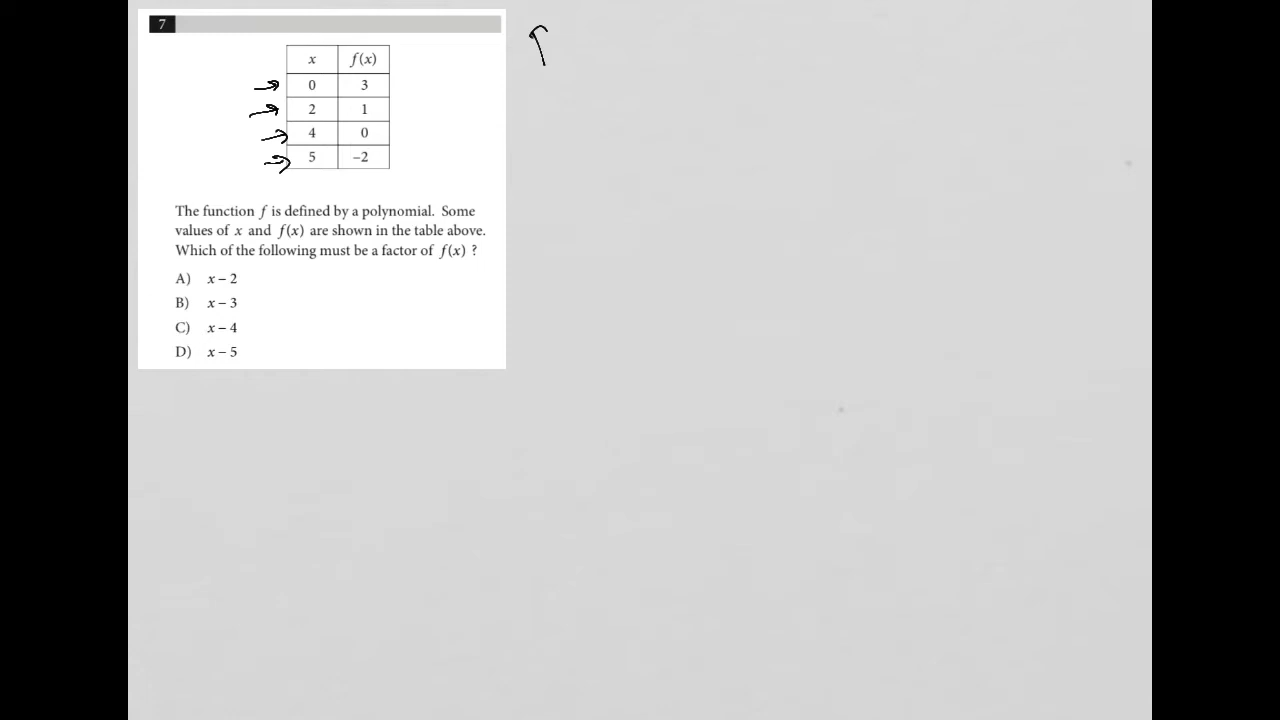 7
x f(x)
0 3
2 1
4 0
5 −2
The function f is defined by a polynomial. Some
values of x and f(x) are shown in the table above.
Which of the following must be a factor of f(x) ?
A) x − 2
B) x − 3
C) x − 4
D) x − 5